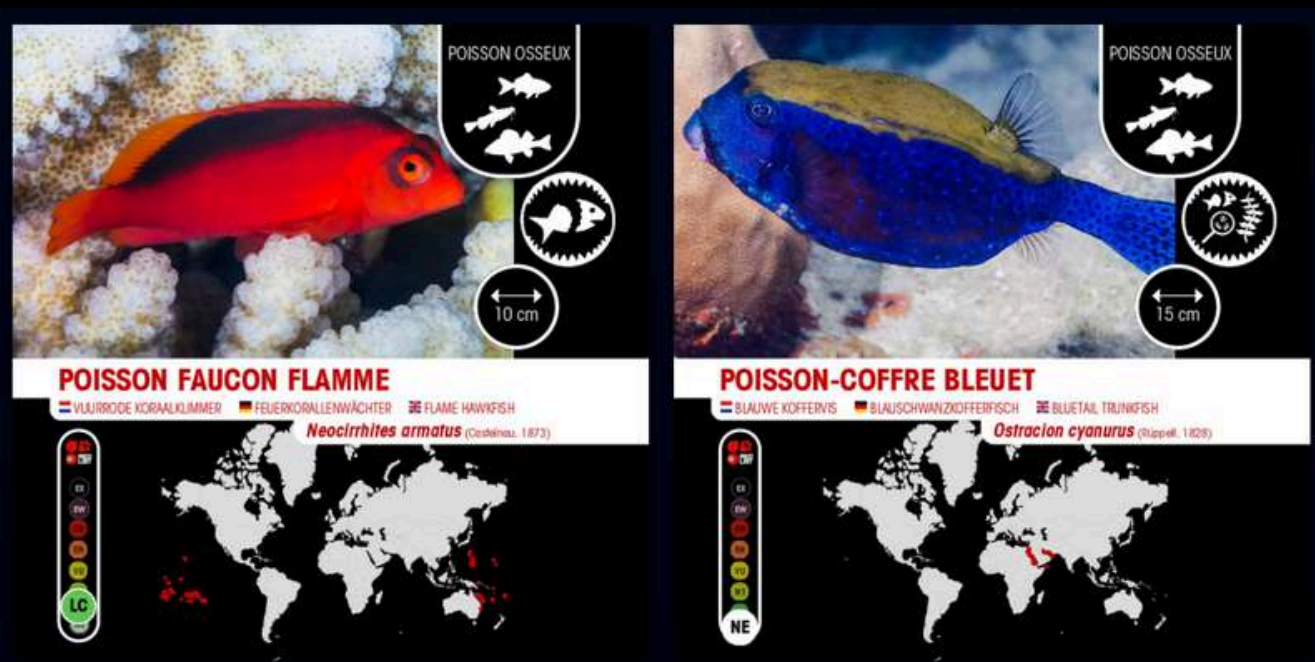 POISSON OSSEUX
10 cm
POISSON FAUCON FLAMME
VUURRODE KORAALKLIMMER FEUERKORALLENWÄCHTER FLAME HAWKFISH
Neocirrhites armatus (Castelnau, 1873)
EX
EW
CR
EN
VU
LC
POISSON OSSEUX
15 cm
POISSON-COFFRE BLEUET
BLAUWE KOFFERVIS BLAUSCHWANZKOFFERFISCH BLUETAIL TRUNKFISH
Ostracion cyanurus (Rüppell, 1828)
EX
EW
CR
EN
VU
NT
NE